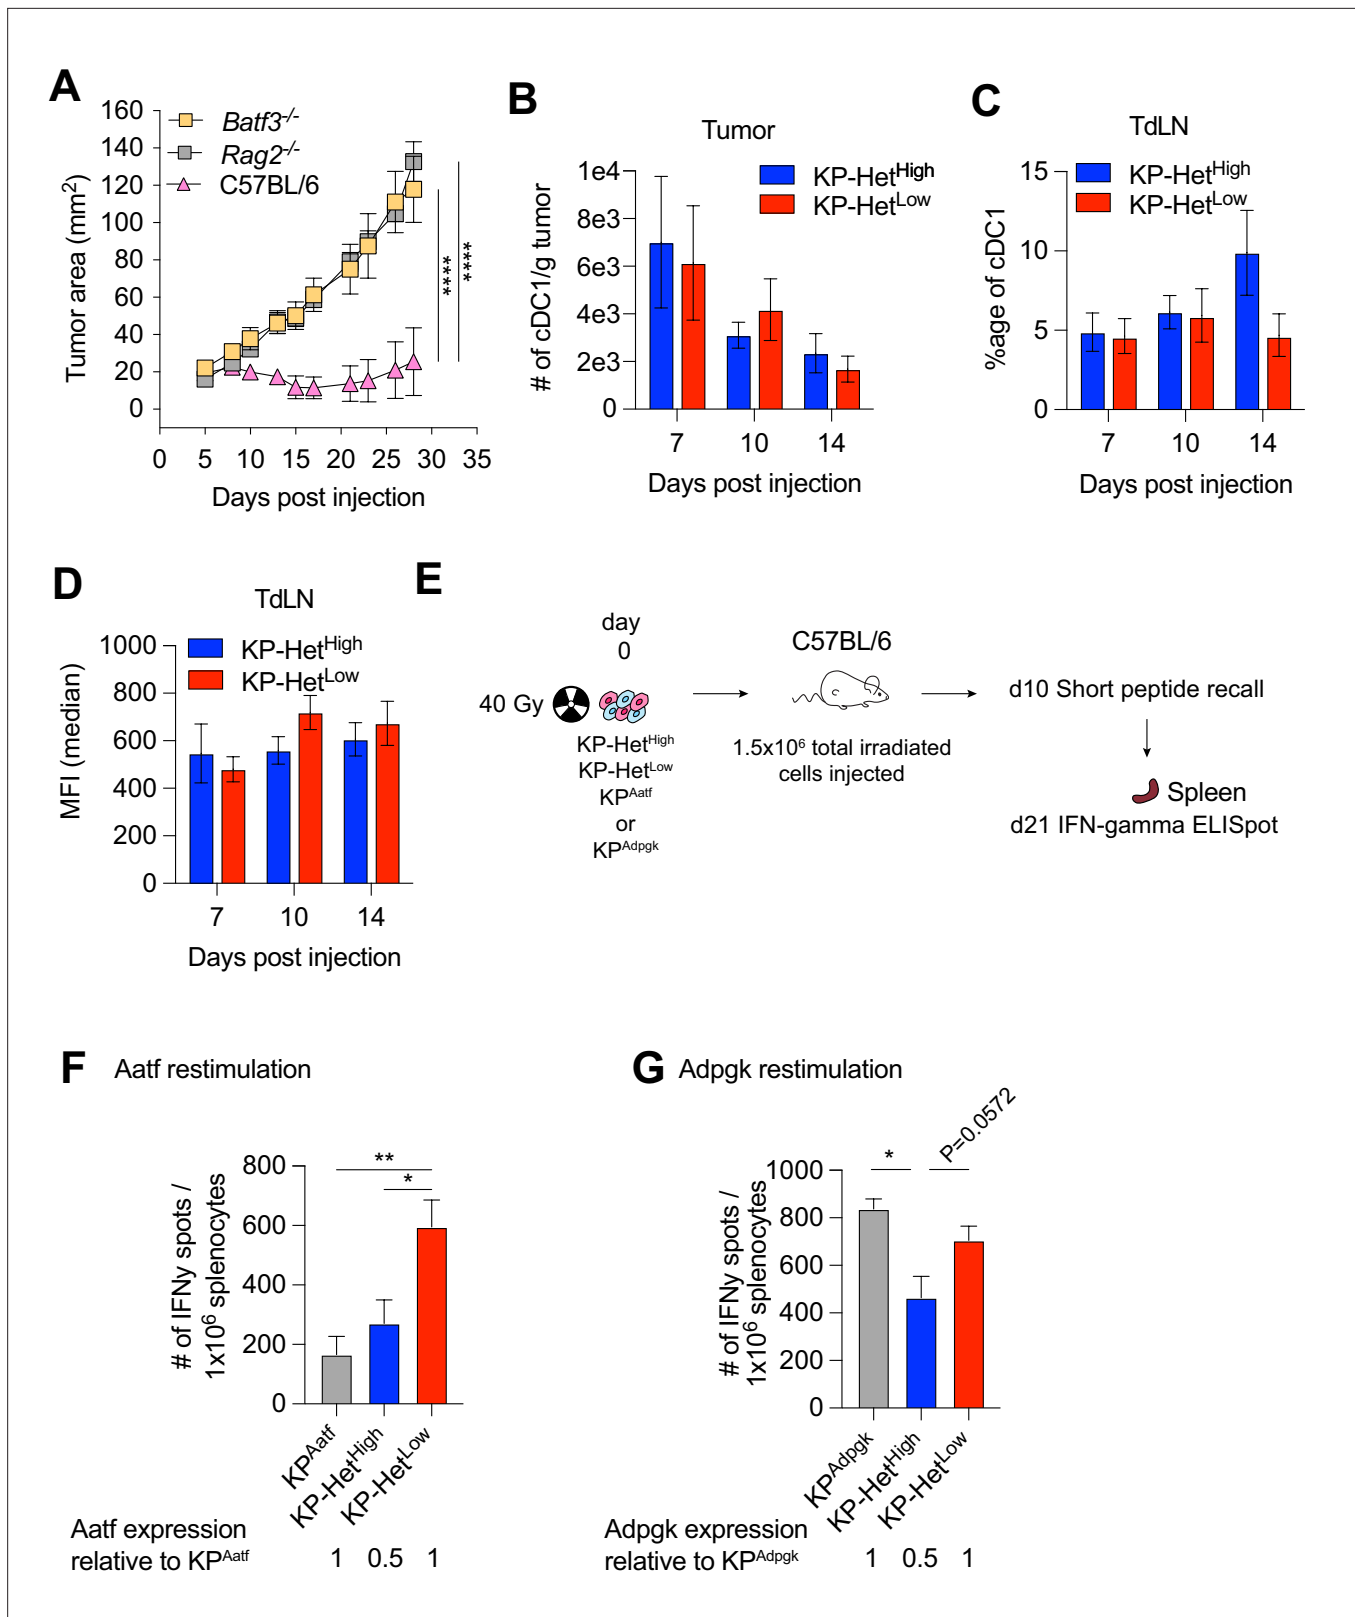 A
160
140
120
100
80
60
40
20
0
Tumor area (mm²)
Batf3-/-
Rag2-/-
C57BL/6
****
****
0 5 10 15 20 25 30 35
Days post injection
B
Tumor
1e4
8e3
6e3
4e3
2e3
0
# of cDC1/g tumor
KP-HetHigh
KP-HetLow
7 10 14
Days post injection
C
TdLN
15
10
5
0
%age of cDC1
KP-HetHigh
KP-HetLow
7 10 14
Days post injection
D
TdLN
1000
800
600
400
200
0
MFI (median)
KP-HetHigh
KP-HetLow
7 10 14
Days post injection
E
day
0
40 Gy
KP-HetHigh
KP-HetLow
KPAatf
or
KPAdpgk
C57BL/6
1.5x10⁶ total irradiated
cells injected
d10 Short peptide recall
Spleen
d21 IFN-gamma ELISpot
F Aatf restimulation
800
600
400
200
0
# of IFNy spots /
1x10⁶ splenocytes
**
*
KPAatf
KP-HetHigh
KP-HetLow
Aatf expression
relative to KPAatf 1 0.5 1
G Adpgk restimulation
1000
800
600
400
200
0
# of IFNy spots /
1x10⁶ splenocytes
*
P=0.0572
KPAdpgk
KP-HetHigh
KP-HetLow
Adpgk expression
relative to KPAdpgk 1 0.5 1